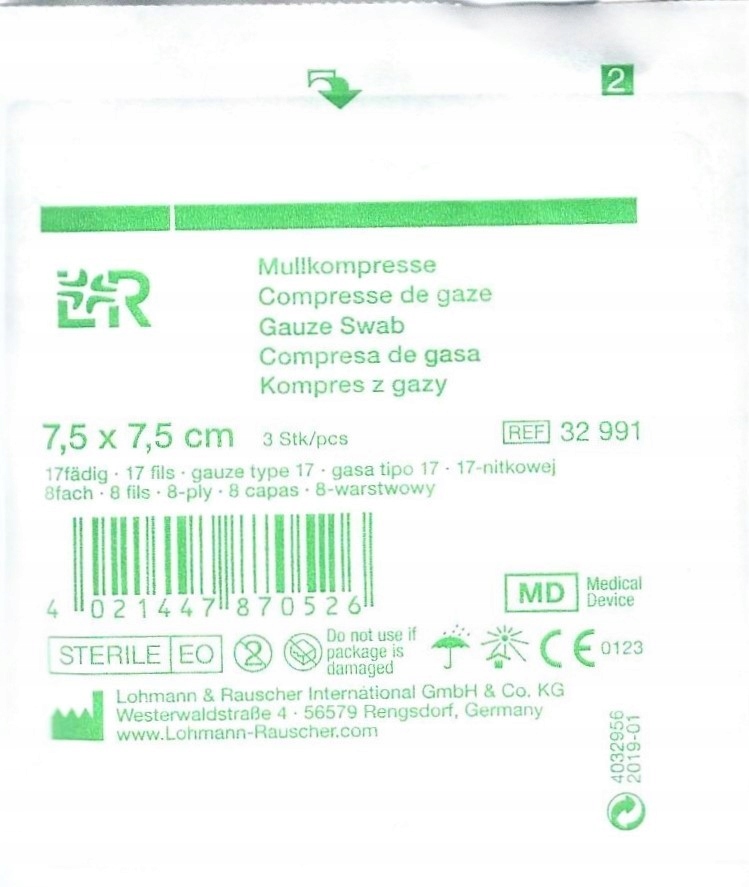 2
L&R
Mullkompresse
Compresse de gaze
Gauze Swab
Compresa de gasa
Kompres z gazy
7,5 x 7,5 cm 3 Stk/pcs REF 32 991
17fädig · 17 fils · gauze type 17 · gasa tipo 17 · 17-nitkowej
8fach · 8 fils · 8-ply · 8 capas · 8-warstwowy
4 021447 870526
MD Medical
Device
STERILE EO 2 Do not use if
package is
damaged
CE 0123
Lohmann & Rauscher International GmbH & Co. KG
Westerwaldstraße 4 · 56579 Rengsdorf, Germany
www.Lohmann-Rauscher.com
4032956
2019-01